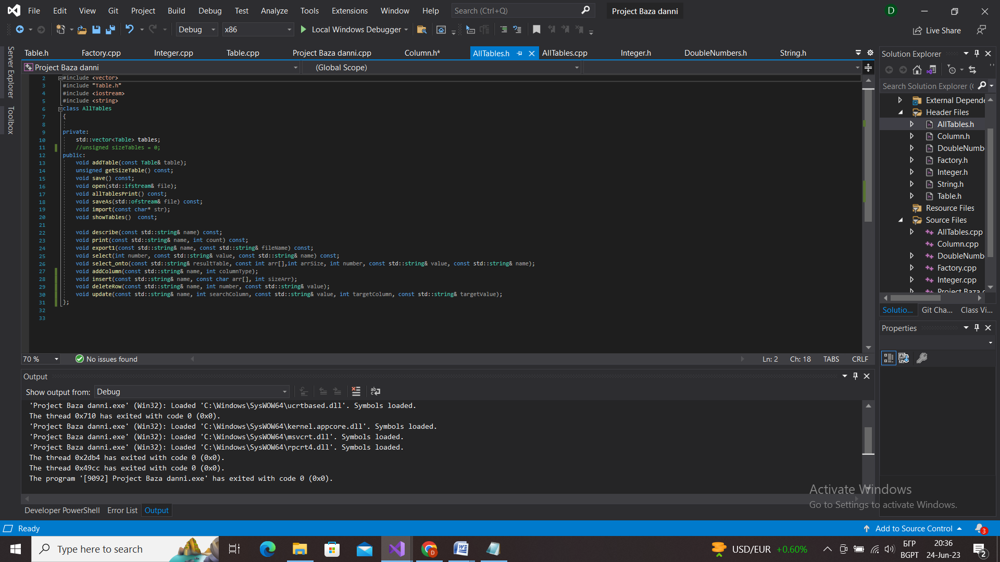 File Edit View Git Project Build Debug Test Analyze Tools Extensions Window Help Search (Ctrl+Q) Project Baza danni D
Debug x86 Local Windows Debugger Live Share
Server Explorer
Toolbox
Table.h Factory.cpp Integer.cpp Table.cpp Project Baza danni.cpp Column.h* AllTables.h AllTables.cpp Integer.h DoubleNumbers.h String.h
Project Baza danni (Global Scope)
2 #include <vector>
3 #include "Table.h"
4 #include <iostream>
5 #include <string>
6 class AllTables
7 {
8
9 private:
10 std::vector<Table> tables;
11 //unsigned sizeTables = 0;
12 public:
13 void addTable(const Table& table);
14 unsigned getSizeTable() const;
15 void save() const;
16 void open(std::ifstream& file);
17 void allTablesPrint() const;
18 void saveAs(std::ofstream& file) const;
19 void import(const char* str);
20 void showTables()  const;
21
22 void describe(const std::string& name) const;
23 void print(const std::string& name, int count) const;
24 void export1(const std::string& name, const std::string& fileName) const;
25 void select(int number, const std::string& value, const std::string& name) const;
26 void select_onto(const std::string& resultTable, const int arr[],int arrSize, int number, const std::string& value, const std::string& name);
27 void addColumn(const std::string& name, int columnType);
28 void insert(const std::string& name, const char arr[], int sizeArr);
29 void deleteRow(const std::string& name, int number, const std::string& value);
30 void update(const std::string& name, int searchColumn, const std::string& value, int targetColumn, const std::string& targetValue);
31 };
32
33
70 % No issues found Ln: 2 Ch: 18 TABS CRLF
Output
Show output from: Debug
'Project Baza danni.exe' (Win32): Loaded 'C:\Windows\SysWOW64\ucrtbased.dll'. Symbols loaded.
The thread 0x710 has exited with code 0 (0x0).
'Project Baza danni.exe' (Win32): Loaded 'C:\Windows\SysWOW64\kernel.appcore.dll'. Symbols loaded.
'Project Baza danni.exe' (Win32): Loaded 'C:\Windows\SysWOW64\msvcrt.dll'. Symbols loaded.
'Project Baza danni.exe' (Win32): Loaded 'C:\Windows\SysWOW64\rpcrt4.dll'. Symbols loaded.
The thread 0x2db4 has exited with code 0 (0x0).
The thread 0x49cc has exited with code 0 (0x0).
The program '[9092] Project Baza danni.exe' has exited with code 0 (0x0).
Developer PowerShell Error List Output
Solution Explorer
Search Solution Explorer (
External Depende
Header Files
AllTables.h
Column.h
DoubleNumb
Factory.h
Integer.h
String.h
Table.h
Resource Files
Source Files
AllTables.cpp
Column.cpp
DoubleNumb
Factory.cpp
Integer.cpp
Project Baza
Solutio... Git Cha... Class Vi...
Properties
Activate Windows
Go to Settings to activate Windows.
Ready Add to Source Control 3
Type here to search D USD/EUR +0.60% БГР 20:36
BGPT 24-Jun-23 2